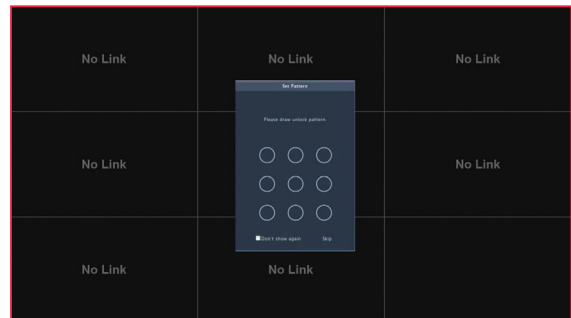 No Link No Link No Link
Set Pattern
Please draw unlock pattern.
No Link No Link
Don't show again Skip
No Link No Link